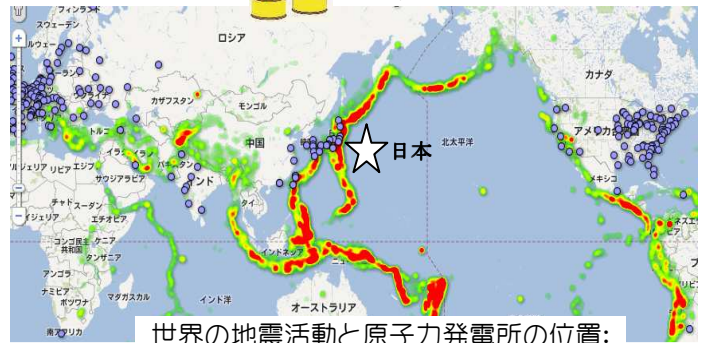 フィンランド
スウェーデン
ロシア
カナダ
カザフスタン
モンゴル
トルコ
中国
日本
北太平洋
イラン
パキスタン
インド
アルジェリア
リビア
エジプト
サウジアラビア
メキシコ
タイ
チャド
スーダン
エチオピア
ナイジェリア
コンゴ民主
共和国
ケニア
タンザニア
インドネシア
アンゴラ
ナミビア
ボツワナ
マダガスカル
インド洋
オーストラリア
南アフリカ
世界の地震活動と原子力発電所の位置: